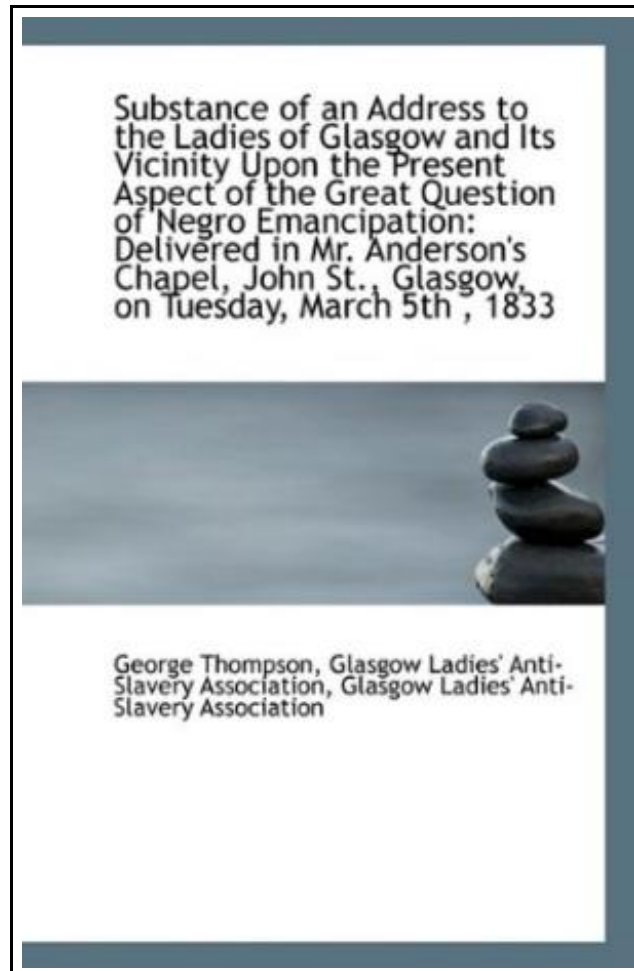 Substance of an Address to
the Ladies of Glasgow and Its
Vicinity Upon the Present
Aspect of the Great Question
of Negro Emancipation:
Delivered in Mr. Anderson's
Chapel, John St., Glasgow,
on Tuesday, March 5th , 1833
George Thompson, Glasgow Ladies' Anti-
Slavery Association, Glasgow Ladies' Anti-
Slavery Association